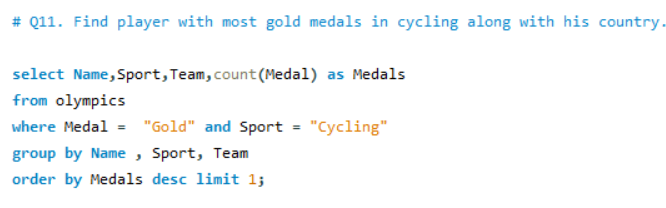 # Q11. Find player with most gold medals in cycling along with his country.
select Name,Sport,Team,count(Medal) as Medals
from olympics
where Medal =  "Gold" and Sport = "Cycling"
group by Name , Sport, Team
order by Medals desc limit 1;